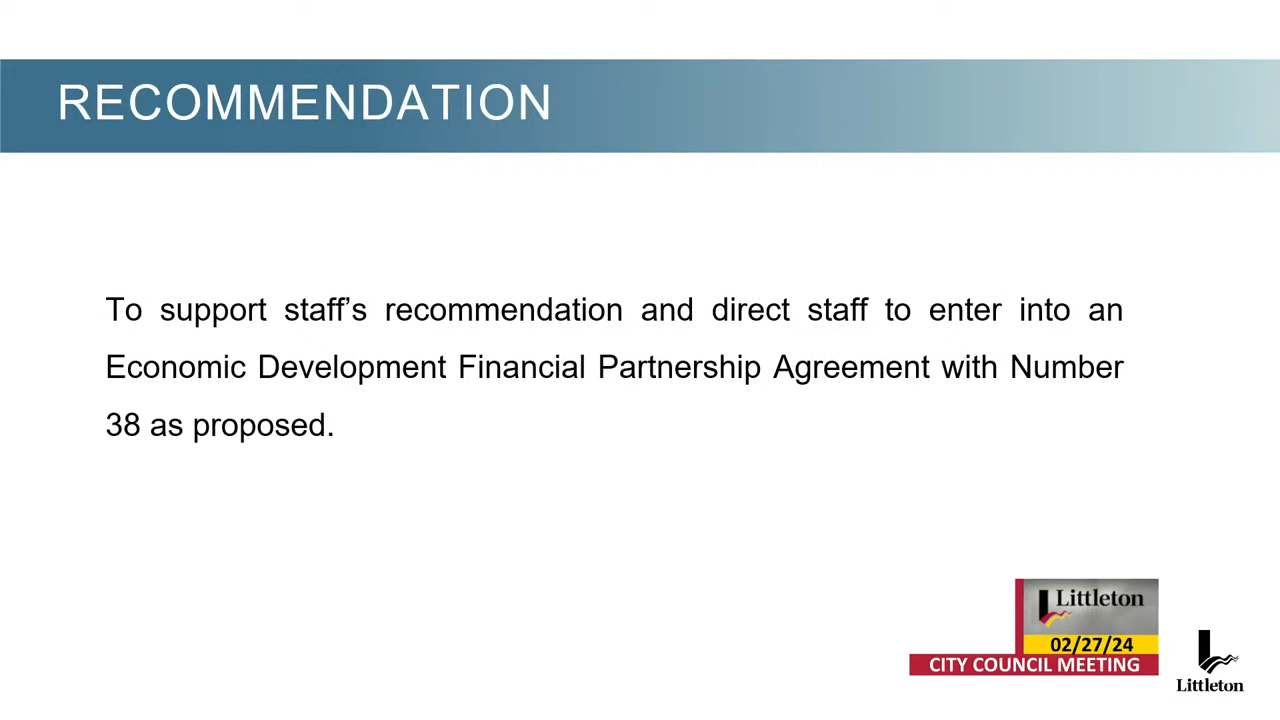 RECOMMENDATION
To support staff’s recommendation and direct staff to enter into an
Economic Development Financial Partnership Agreement with Number
38 as proposed.
Littleton
02/27/24
CITY COUNCIL MEETING
Littleton